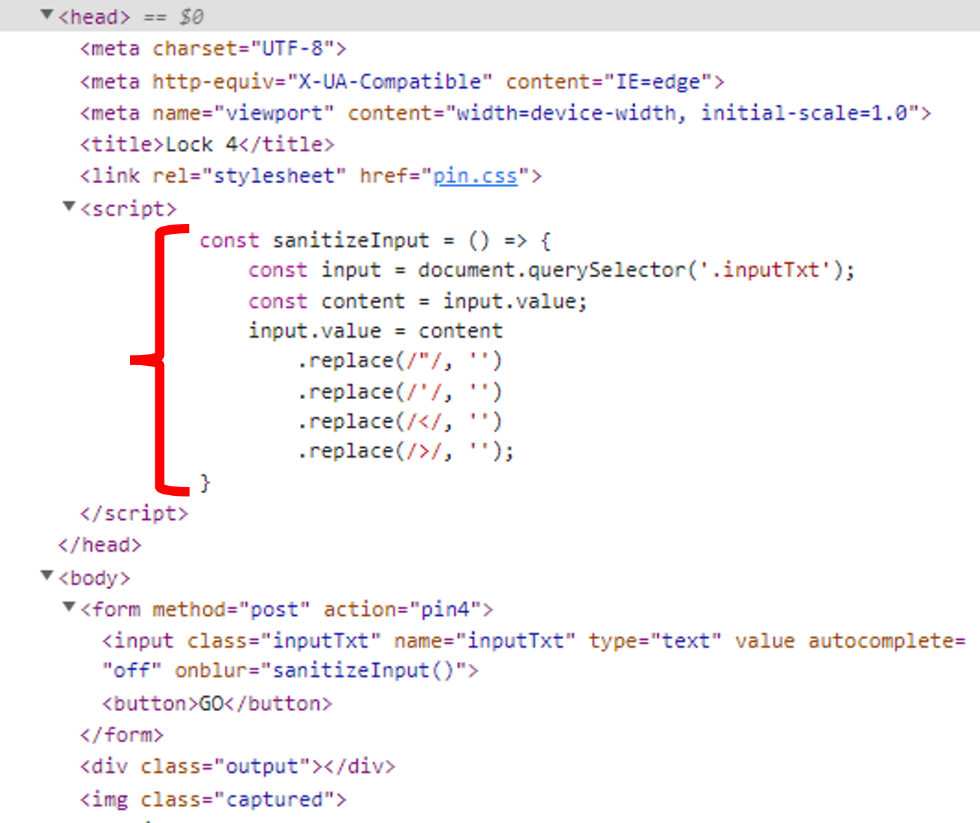 <head> == $0
<meta charset="UTF-8">
<meta http-equiv="X-UA-Compatible" content="IE=edge">
<meta name="viewport" content="width=device-width, initial-scale=1.0">
<title>Lock 4</title>
<link rel="stylesheet" href="pin.css">
<script>
const sanitizeInput = () => {
const input = document.querySelector('.inputTxt');
const content = input.value;
input.value = content
.replace(/"/, '')
.replace(/'/, '')
.replace(/</, '')
.replace(/>/, '');
}
</script>
</head>
<body>
<form method="post" action="pin4">
<input class="inputTxt" name="inputTxt" type="text" value autocomplete=
"off" onblur="sanitizeInput()">
<button>GO</button>
</form>
<div class="output"></div>
<img class="captured">